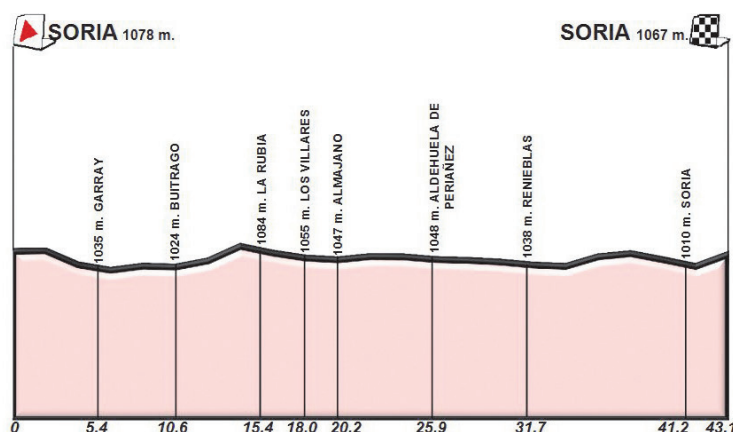 SORIA 1078 m.
SORIA 1067 m.
1035 m. GARRAY
1024 m. BUITRAGO
1084 m. LA RUBIA
1055 m. LOS VILLARES
1047 m. ALMAJANO
1048 m. ALDEHUELA DE
PERIAÑEZ
1038 m. RENIEBLAS
1010 m. SORIA
0 5.4 10.6 15.4 18.0 20.2 25.9 31.7 41.2 43.1